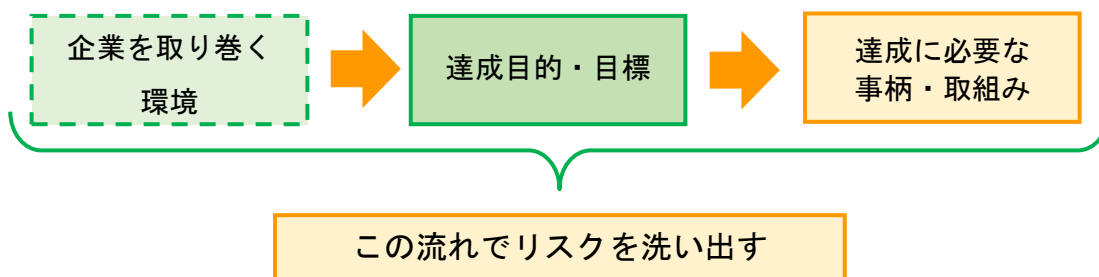 企業を取り巻く
環境
達成目的・目標
達成に必要な
事柄・取組み
この流れでリスクを洗い出す